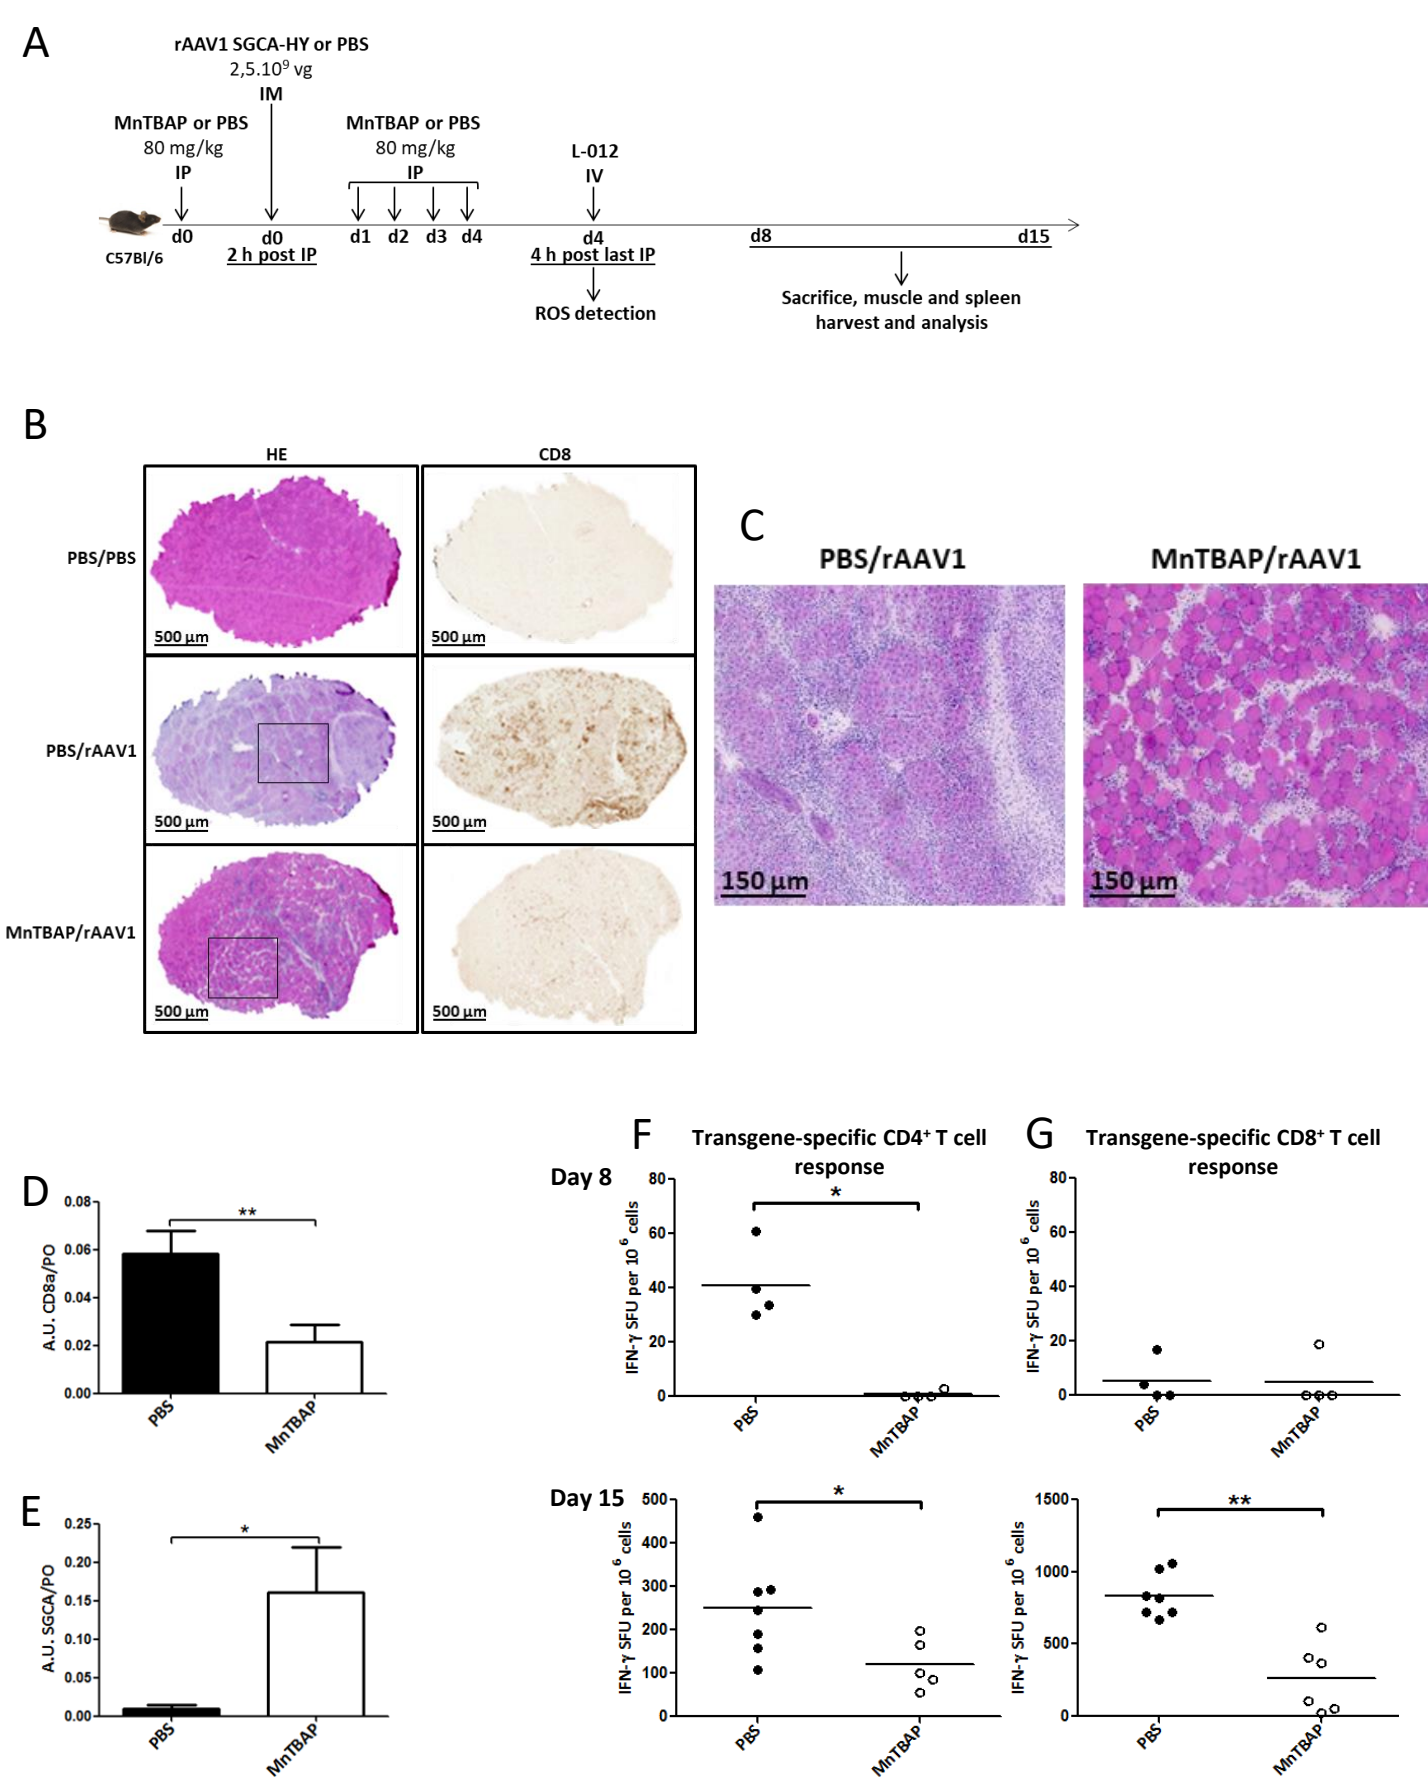 A
rAAV1 SGCA-HY or PBS
2,5.10⁹ vg
IM
MnTBAP or PBS
80 mg/kg
IP
MnTBAP or PBS
80 mg/kg
IP
L-012
IV
d0
d0
d1
d2
d3
d4
d4
d8
d15
C57Bl/6
2 h post IP
4 h post last IP
ROS detection
Sacrifice, muscle and spleen
harvest and analysis
B
HE
CD8
PBS/PBS
500 µm
500 µm
PBS/rAAV1
500 µm
500 µm
MnTBAP/rAAV1
500 µm
500 µm
C
PBS/rAAV1
MnTBAP/rAAV1
150 µm
150 µm
D
A.U. CD8a/PO
0.08
0.06
0.04
0.02
0.00
**
PBS
MnTBAP
E
A.U. SGCA/PO
0.25
0.20
0.15
0.10
0.05
0.00
*
PBS
MnTBAP
F
Transgene-specific CD4⁺ T cell
response
Day 8
IFN-γ SFU per 10⁶ cells
80
60
40
20
0
*
PBS
MnTBAP
Day 15
IFN-γ SFU per 10⁶ cells
500
400
300
200
100
0
*
PBS
MnTBAP
G
Transgene-specific CD8⁺ T cell
response
IFN-γ SFU per 10⁶ cells
80
60
40
20
0
PBS
MnTBAP
IFN-γ SFU per 10⁶ cells
1500
1000
500
0
**
PBS
MnTBAP